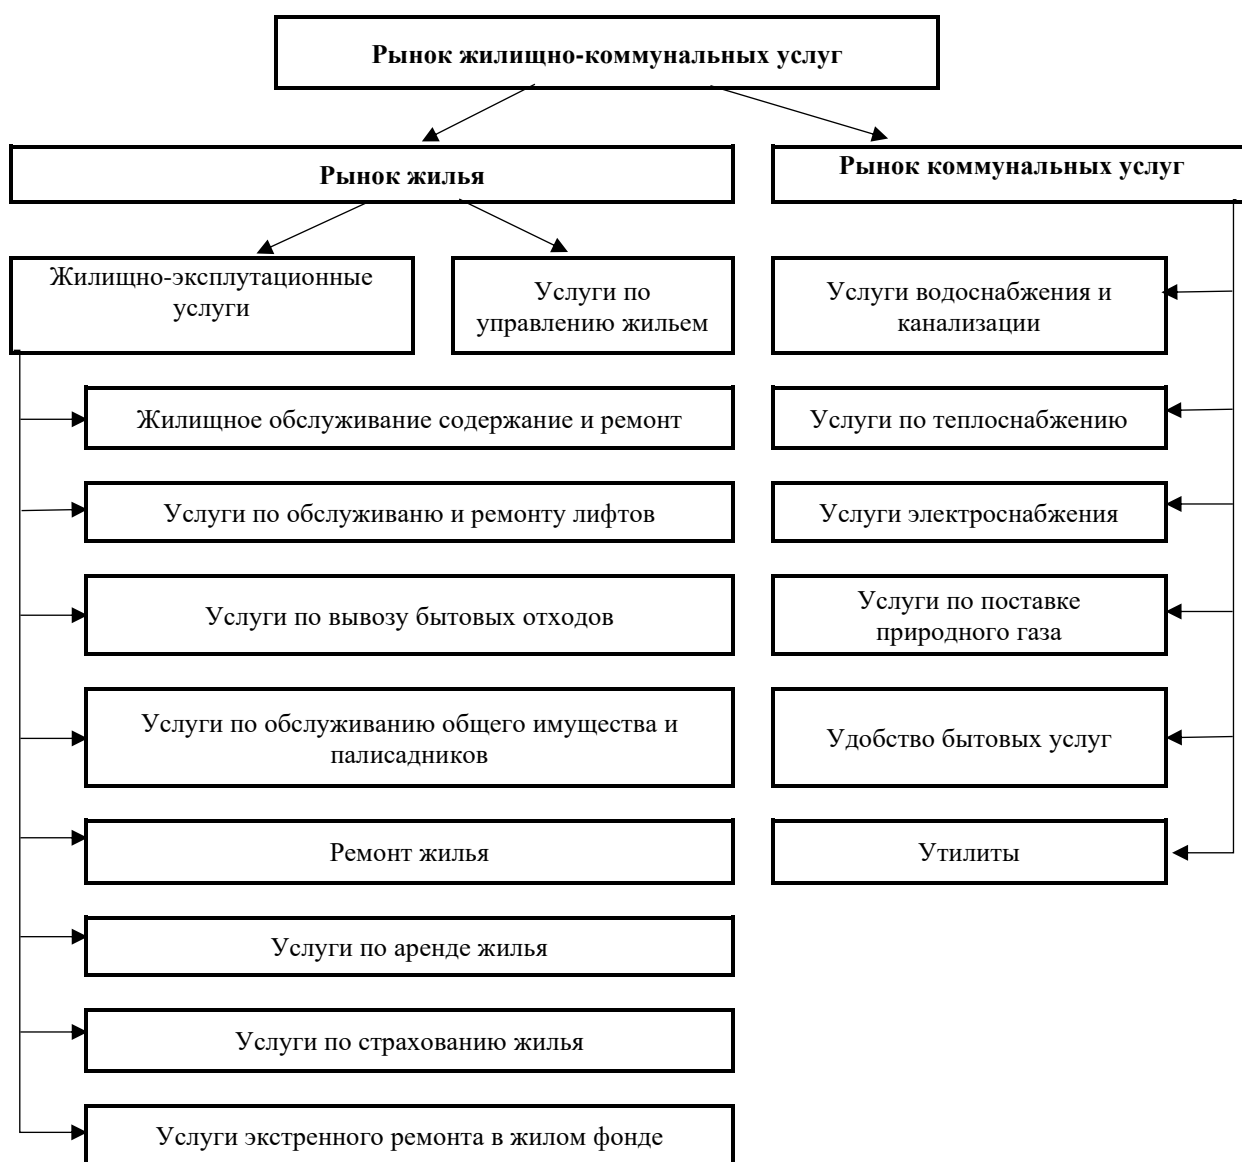 Рынок жилищно-коммунальных услуг
Рынок жилья
Рынок коммунальных услуг
Жилищно-эксплутационные
услуги
Услуги по
управлению жильем
Услуги водоснабжения и
канализации
Жилищное обслуживание содержание и ремонт
Услуги по теплоснабжению
Услуги по обслуживаню и ремонту лифтов
Услуги электроснабжения
Услуги по вывозу бытовых отходов
Услуги по поставке
природного газа
Услуги по обслуживанию общего имущества и
палисадников
Удобство бытовых услуг
Ремонт жилья
Утилиты
Услуги по аренде жилья
Услуги по страхованию жилья
Услуги экстренного ремонта в жилом фонде